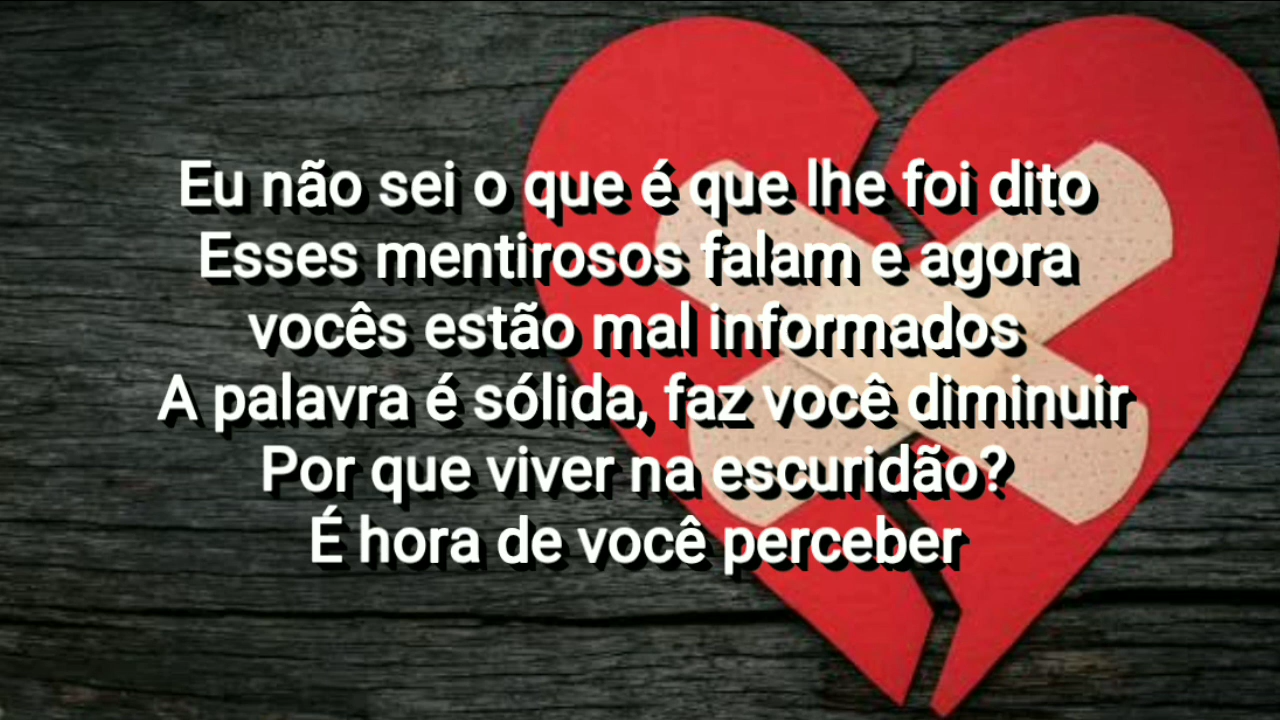 Eu não sei o que é que lhe foi dito
Esses mentirosos falam e agora
vocês estão mal informados
A palavra é sólida, faz você diminuir
Por que viver na escuridão?
É hora de você perceber